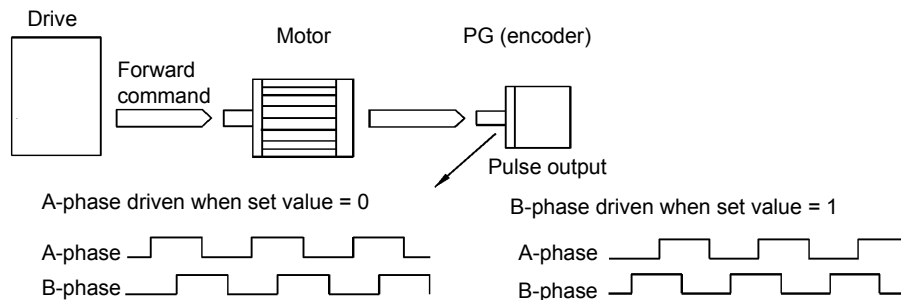 Drive
Motor
PG (encoder)
Forward
command
Pulse output
A-phase driven when set value = 0
B-phase driven when set value = 1
A-phase
B-phase
A-phase
B-phase